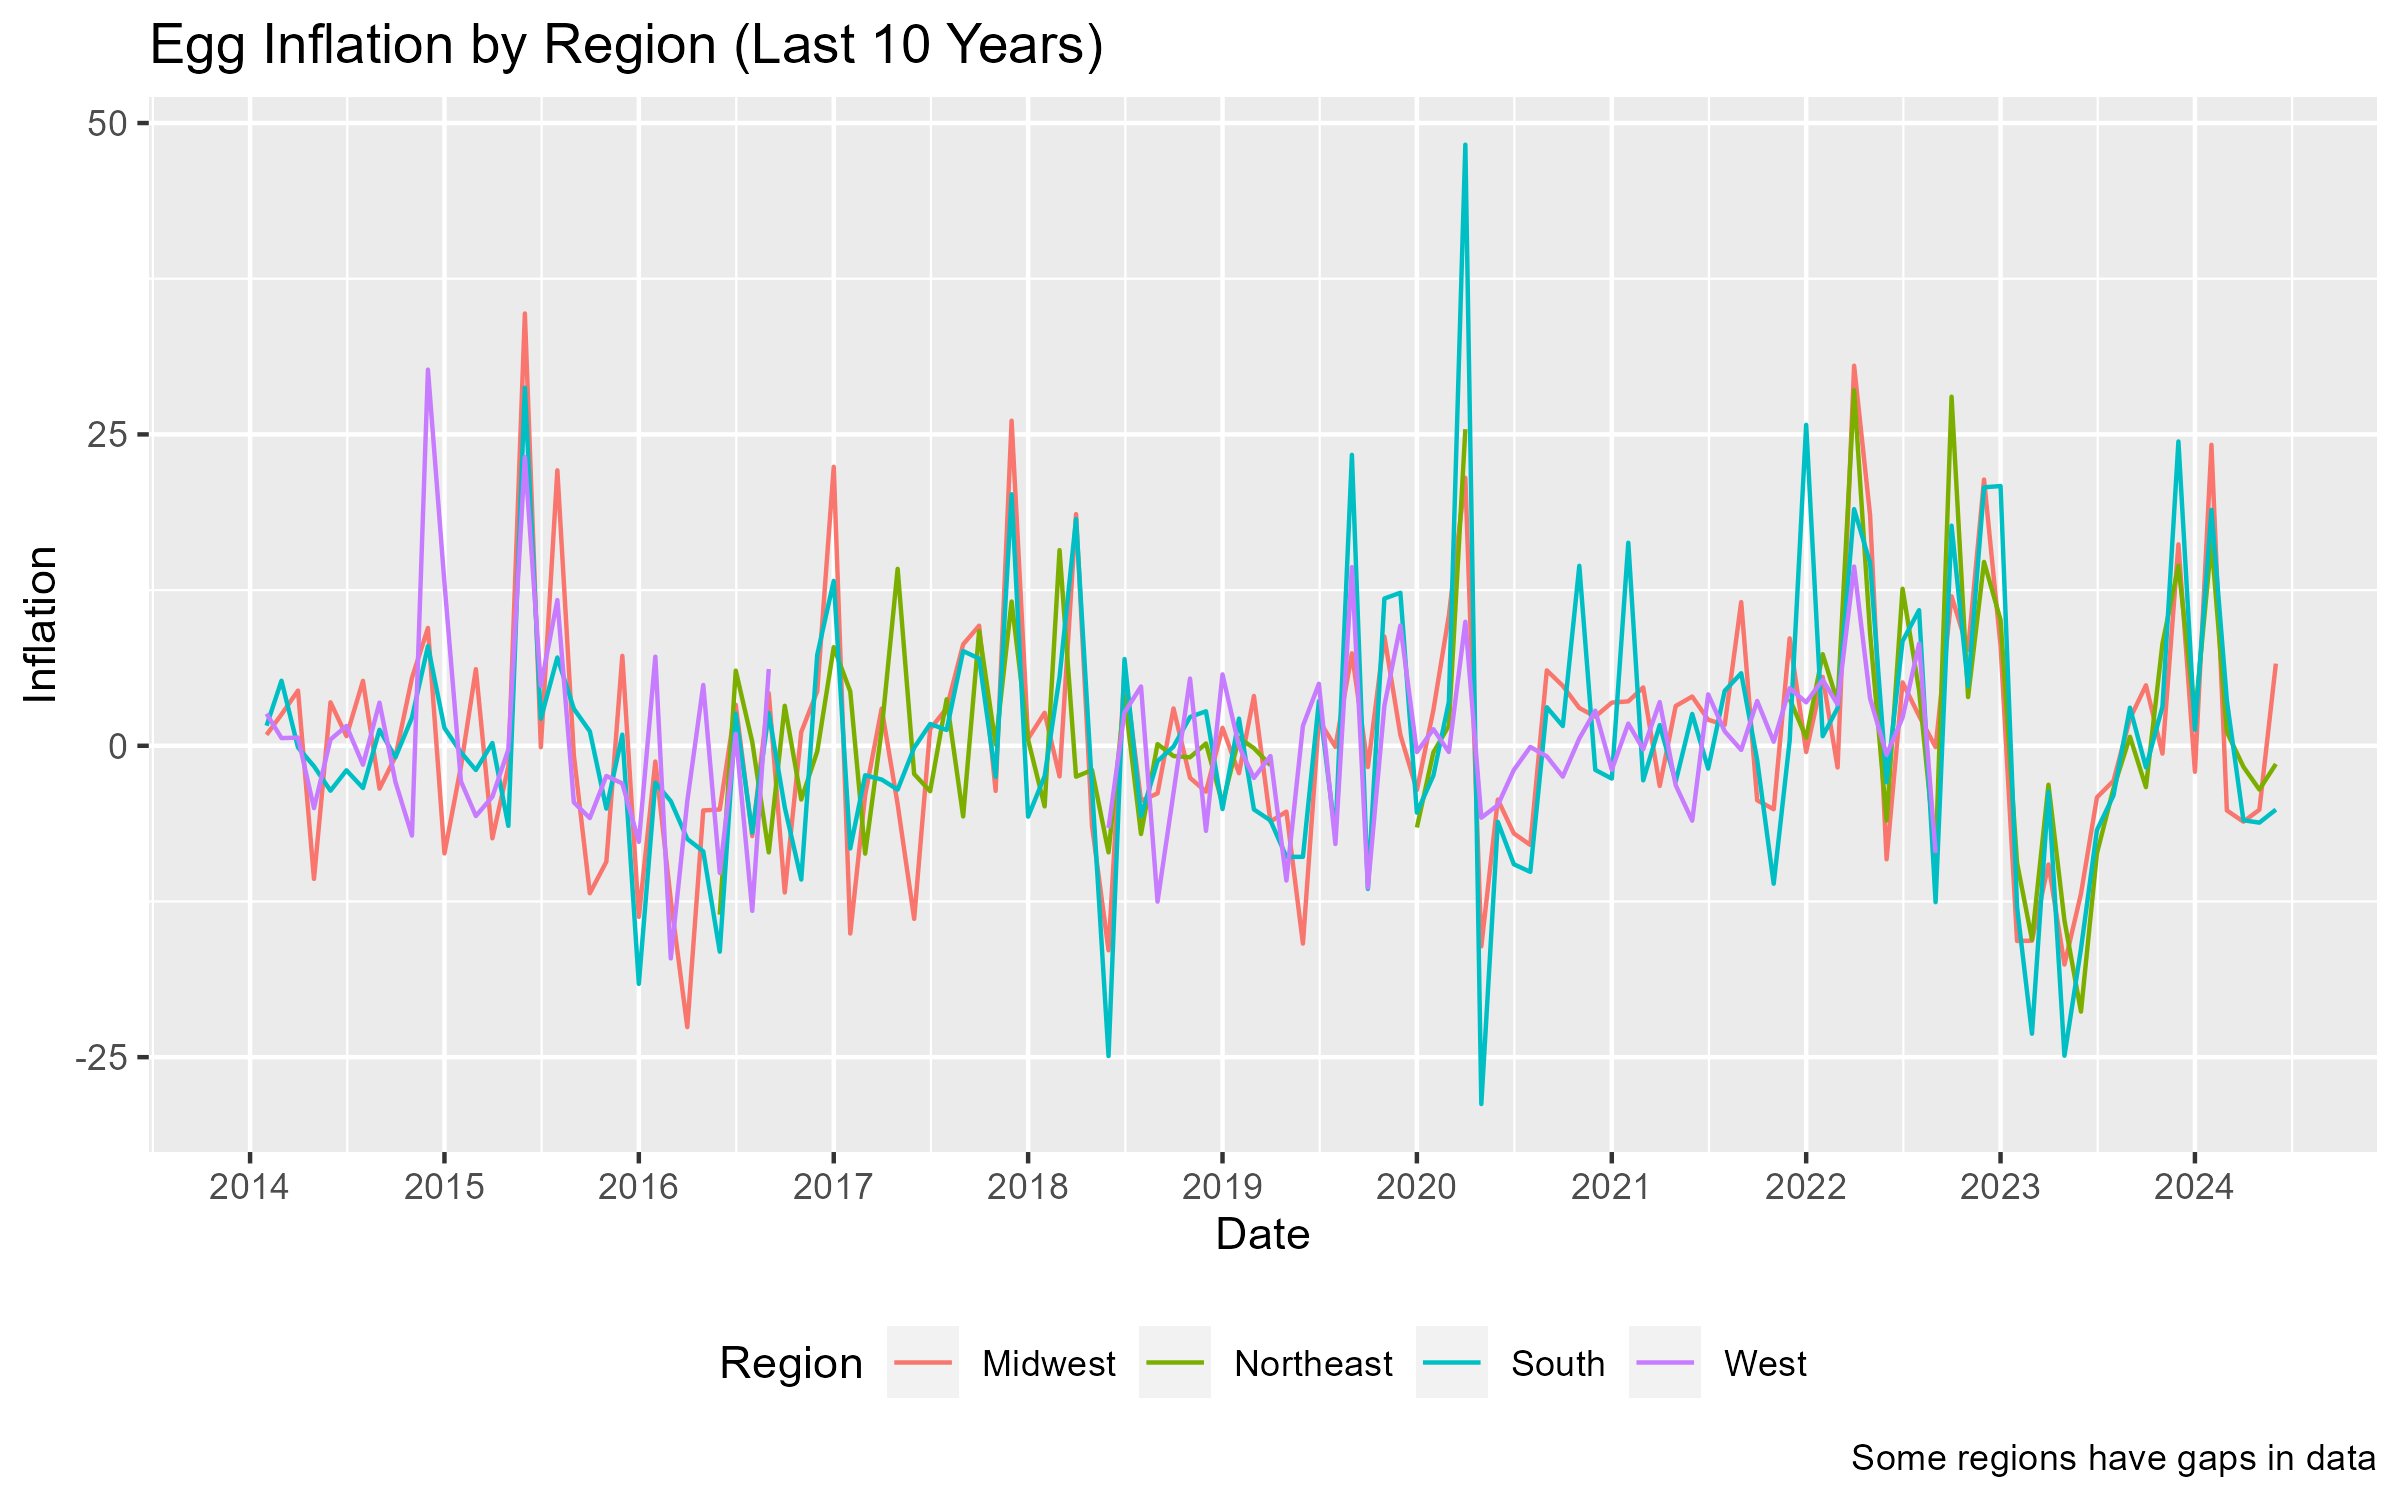 Egg Inflation by Region (Last 10 Years)
50
25
0
-25
Inflation
2014 2015 2016 2017 2018 2019 2020 2021 2022 2023 2024
Date
Region Midwest Northeast South West
Some regions have gaps in data